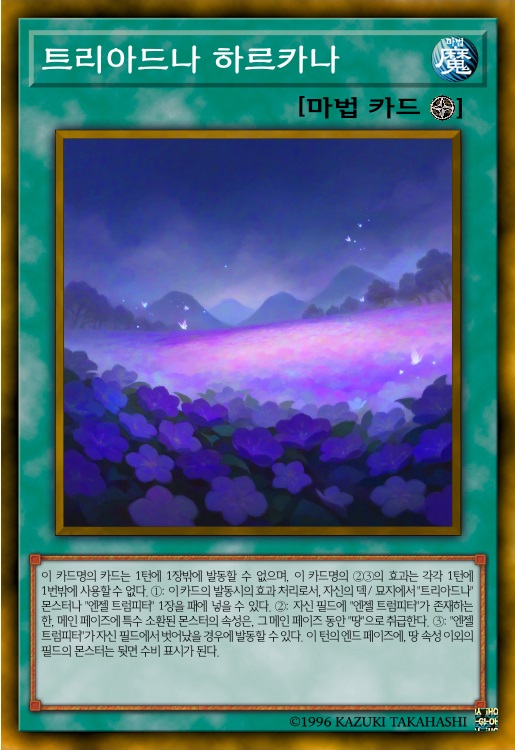 트리아드나 하르카나
마법
魔
[마법 카드]
이 카드명의 카드는 1턴에 1장밖에 발동할 수 없으며, 이 카드명의 ②③의 효과는 각각 1턴에
1번밖에 사용할 수 없다. ①: 이 카드의 발동시의 효과 처리로서, 자신의 덱 / 묘지에서 "트리아드나"
몬스터나 "엔젤 트럼피터" 1장을 패에 넣을 수 있다. ②: 자신 필드에 "엔젤 트럼피터"가 존재하는
한, 메인 페이즈에 특수 소환된 몬스터의 속성은, 그 메인 페이즈 동안 "땅"으로 취급한다. ③: "엔젤
트럼피터"가 자신 필드에서 벗어났을 경우에 발동할 수 있다. 이 턴의 엔드 페이즈에, 땅 속성 이외의
필드의 몬스터는 뒷면 수비 표시가 된다.
©1996 KAZUKI TAKAHASHI